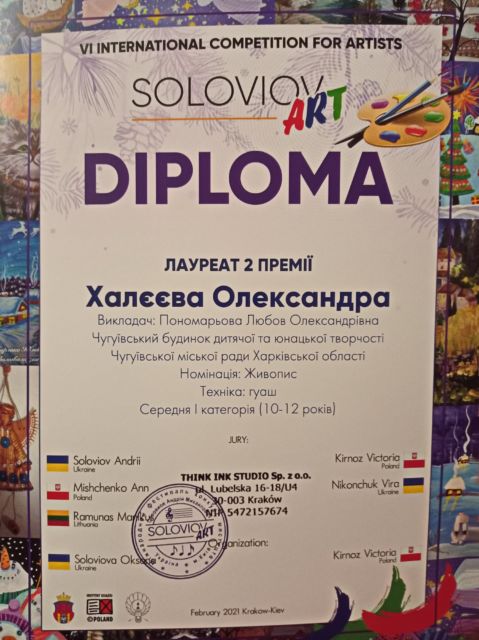 VI INTERNATIONAL COMPETITION FOR ARTISTS
SOLOVIOV
ART
DIPLOMA
ЛАУРЕАТ 2 ПРЕМІЇ
Халєєва Олександра
Викладач: Пономарьова Любов Олександрівна
Чугуївський будинок дитячої та юнацької творчості
Чугуївської міської ради Харківської області
Номінація: Живопис
Техніка: гуаш
Середня І категорія (10-12 років)
JURY:
Soloviov Andrii
Ukraine
Kirnoz Victoria
Poland
Mishchenko Ann
Poland
Nikonchuk Vira
Ukraine
Ramunas
Lithuania
THINK INK STUDIO Sp. z o.o.
Lubelska 16-18/U4
30-003 Kraków
NIP 5472157674
SOLOVIOV
ART
Organization:
Soloviova Oksana
Ukraine
Kirnoz Victoria
Poland
POLAND
February 2021 Krakow-Kiev